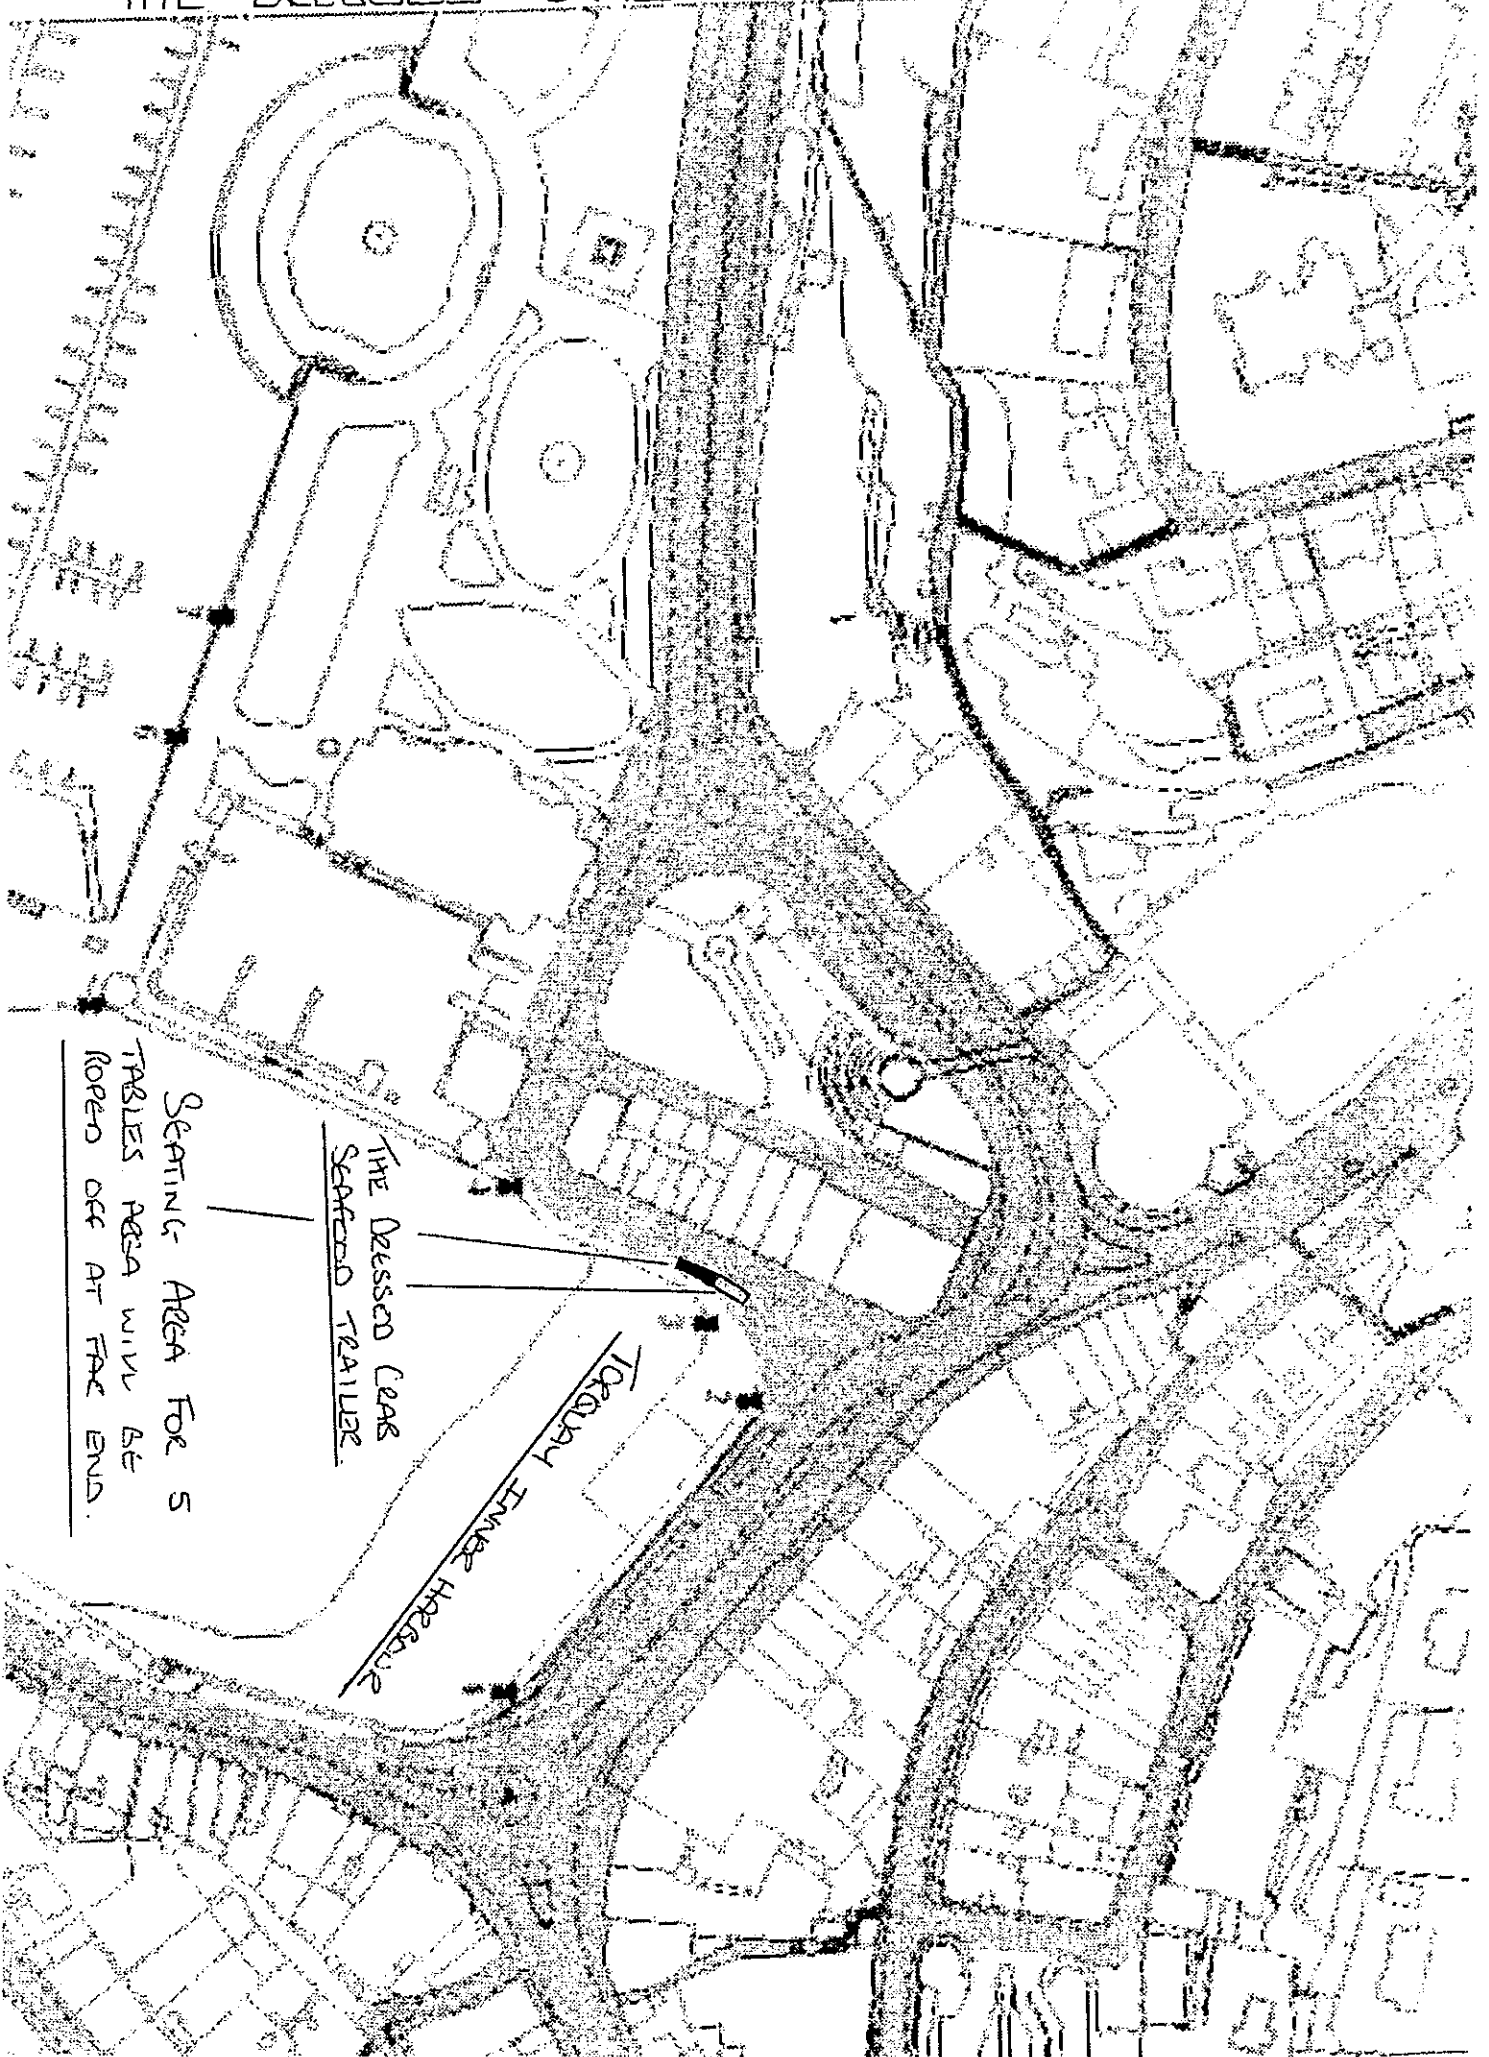 THE
THE DRESSED CRAB
SEAFOOD TRAILER.
SEATING AREA FOR 5
TABLES AREA WILL BE
ROPED OFF AT FAR END.
TORQUAY INNER HARBOUR